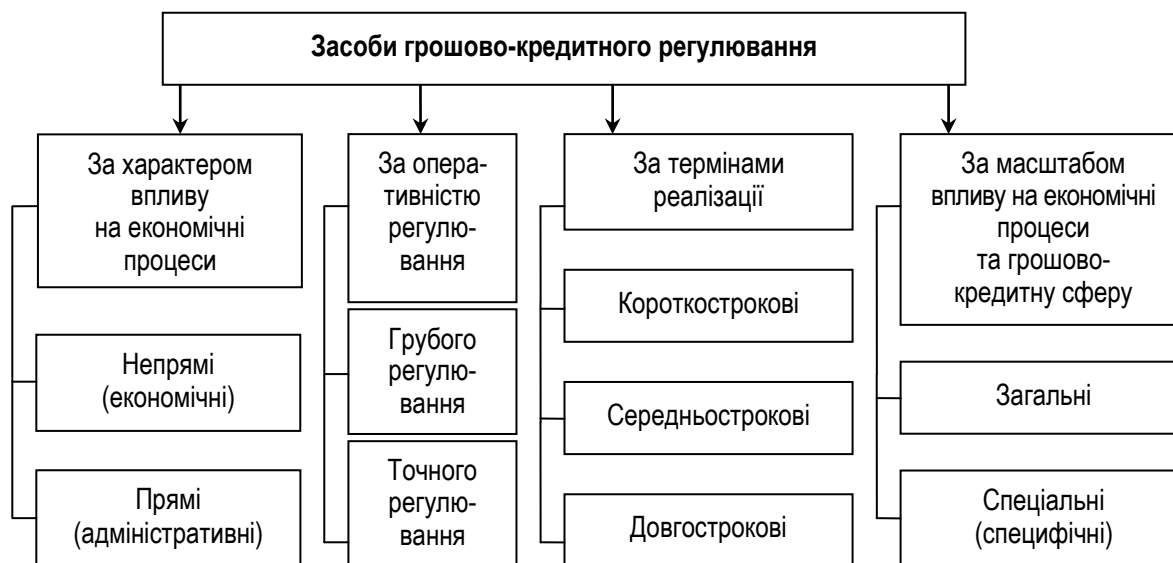 Засоби грошово-кредитного регулювання
За характером
впливу
на економічні
процеси
Непрямі
(економічні)
Прямі
(адміністративні)
За опера-
тивністю
регулю-
вання
Грубого
регулю-
вання
Точного
регулю-
вання
За термінами
реалізації
Короткострокові
Середньострокові
Довгострокові
За масштабом
впливу на економічні
процеси
та грошово-
кредитну сферу
Загальні
Спеціальні
(специфічні)